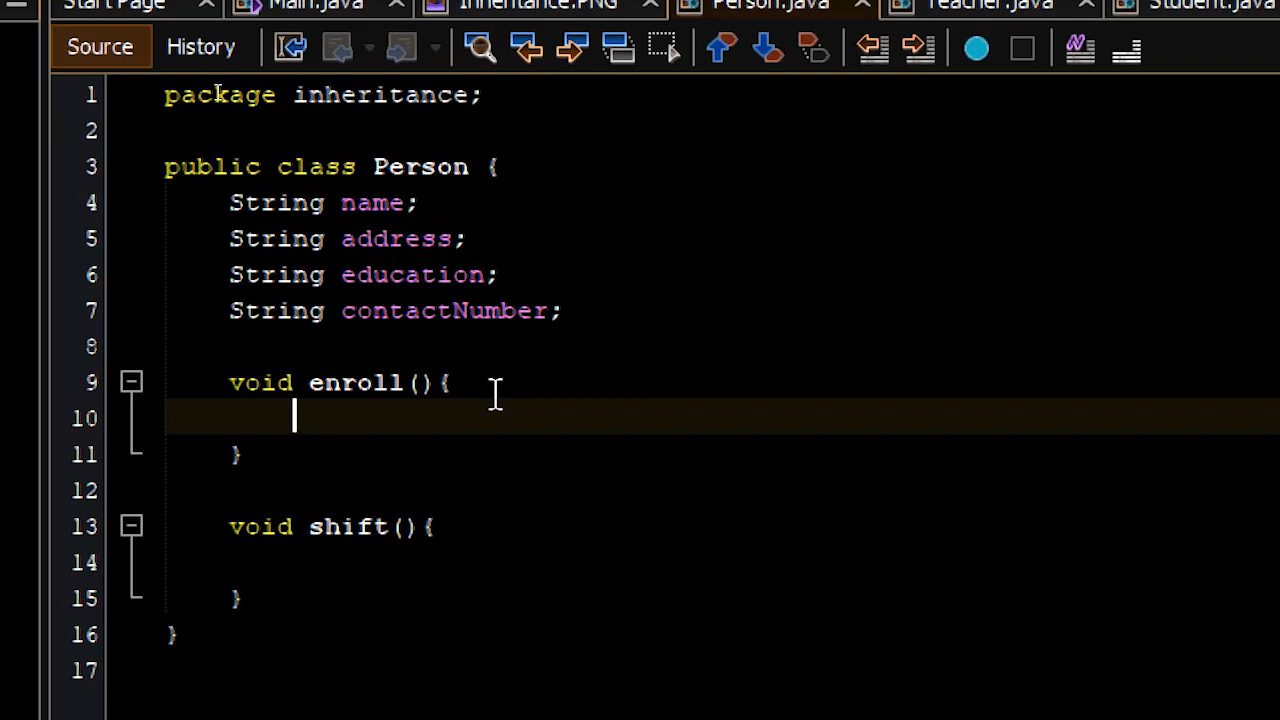 Start Page Main.java Inheritance.PNG Person.java Teacher.java Student.java
Source History
1 package inheritance;
2
3 public class Person {
4 String name;
5 String address;
6 String education;
7 String contactNumber;
8
9 void enroll(){
10
11 }
12
13 void shift(){
14
15 }
16 }
17